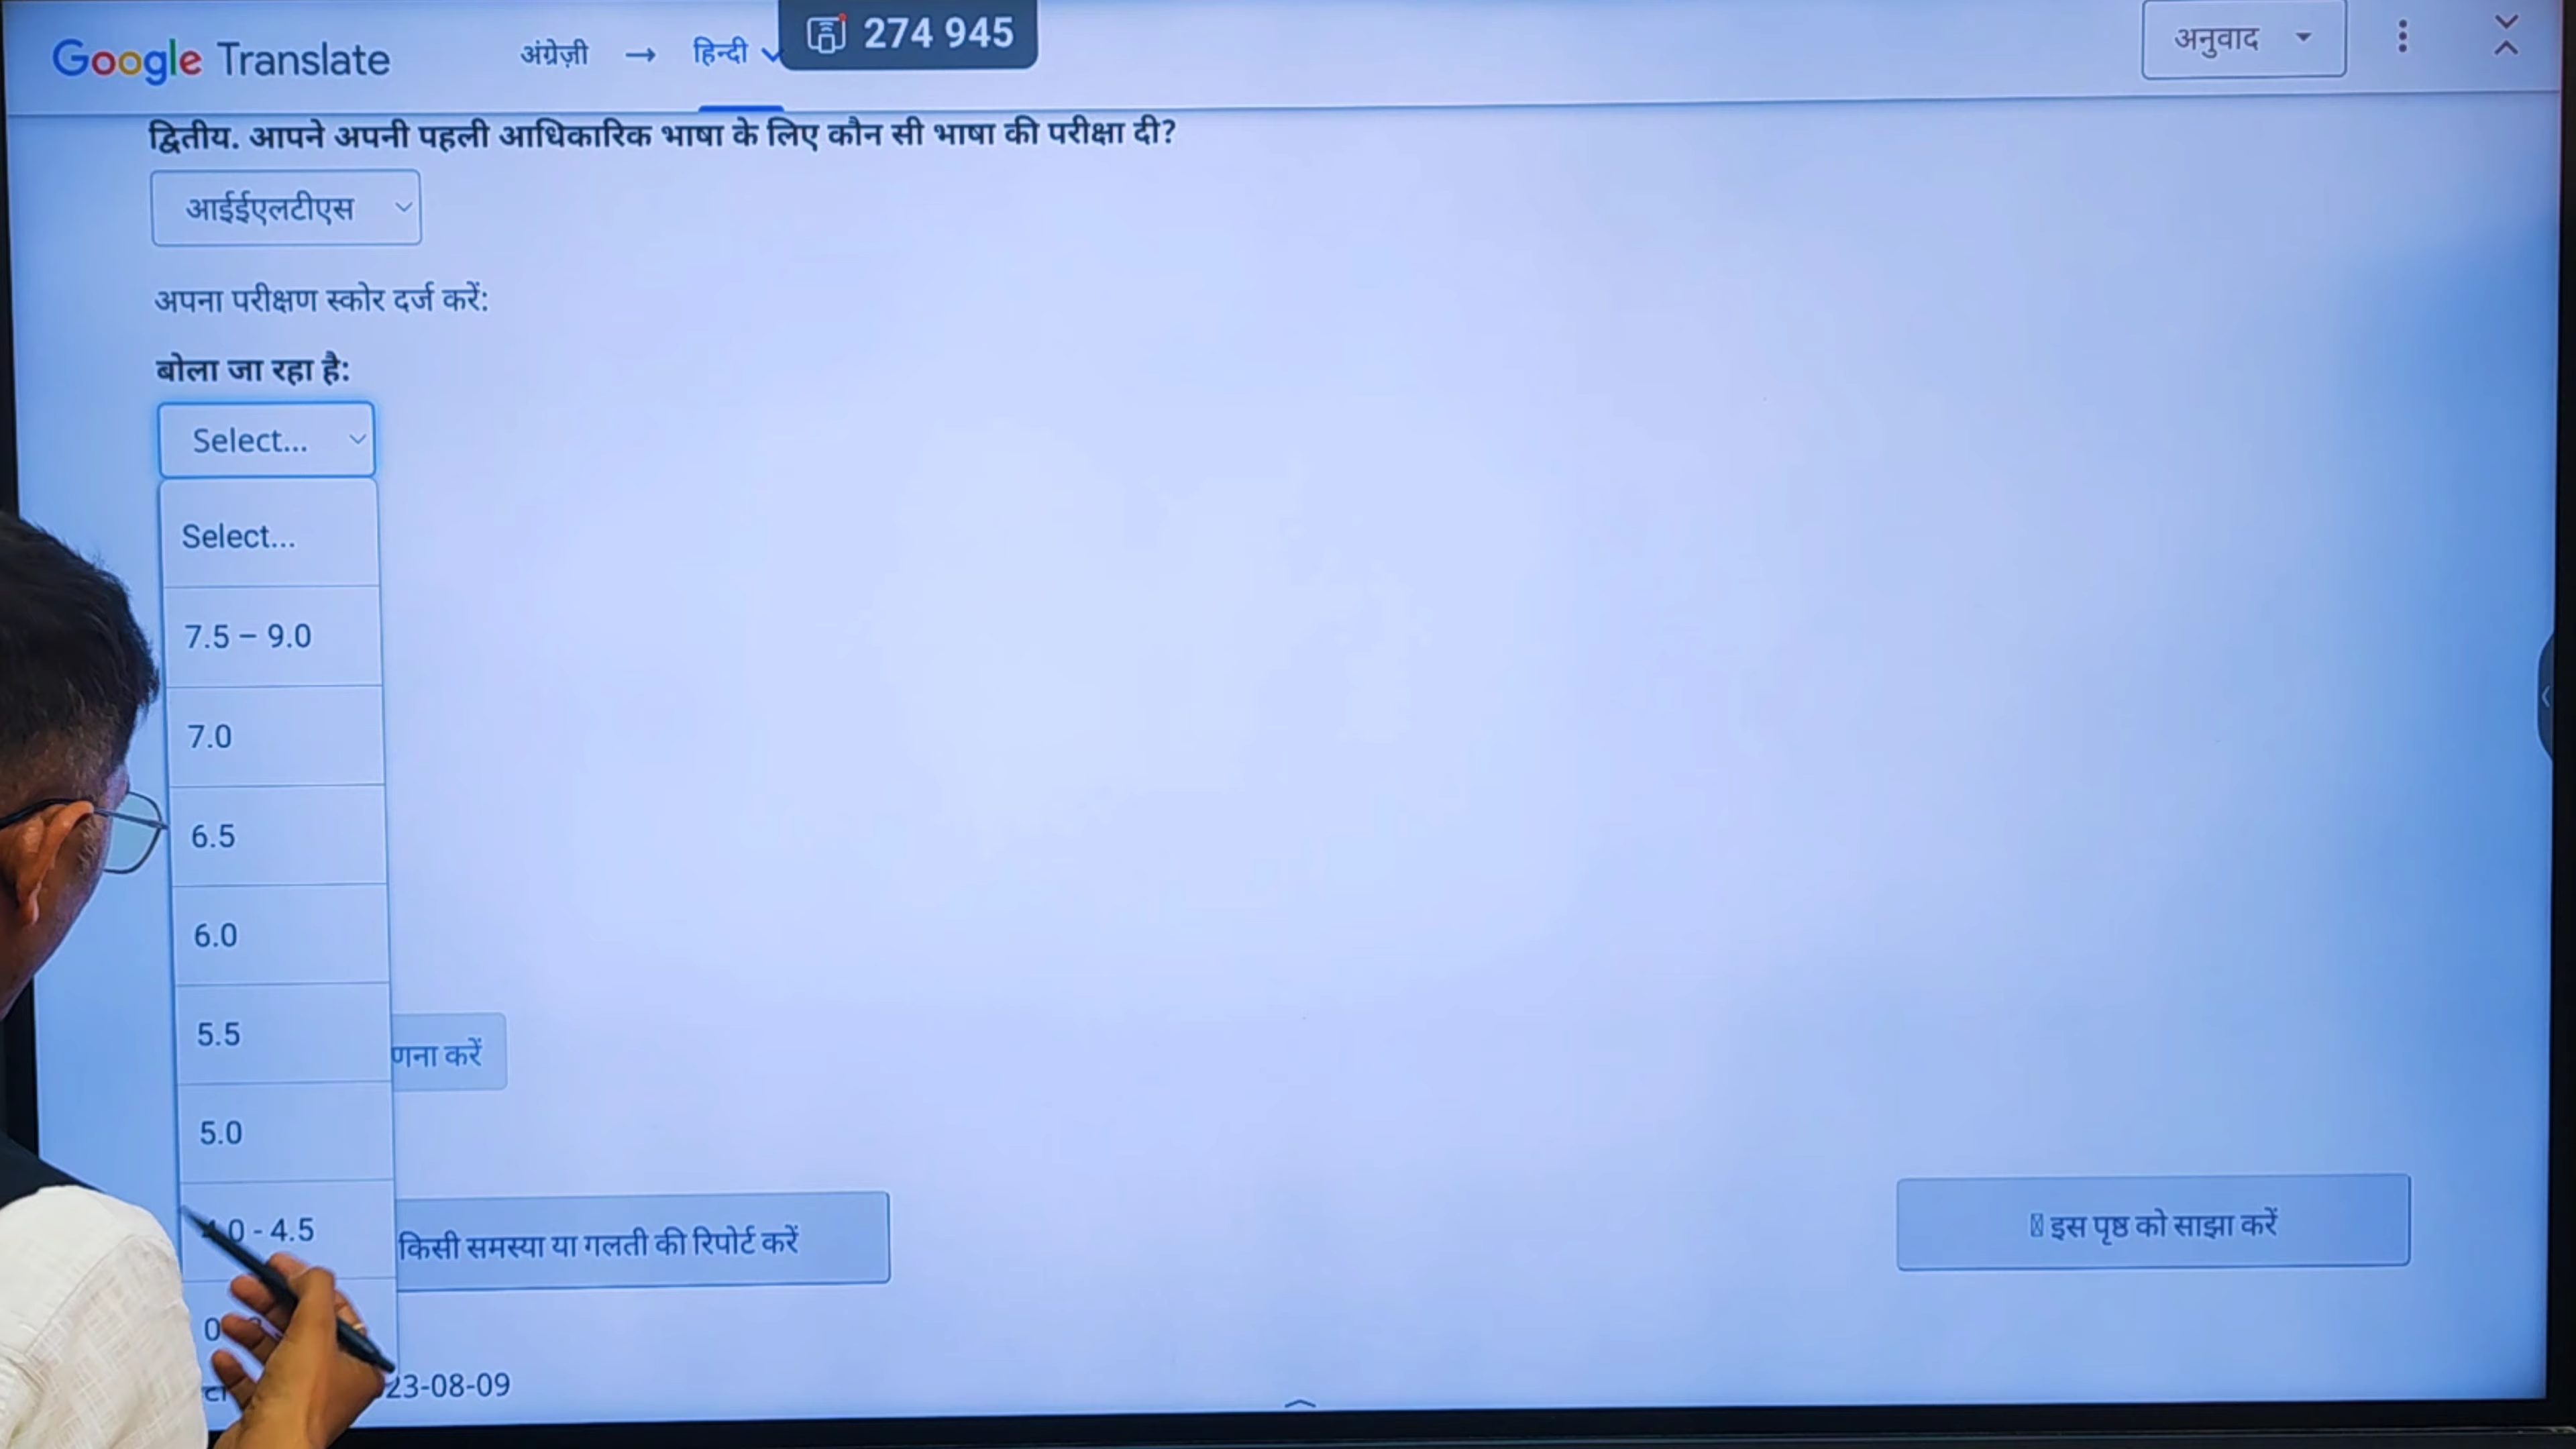 Google Translate अंग्रेज़ी → हिन्दी 274 945 अनुवाद
द्वितीय. आपने अपनी पहली आधिकारिक भाषा के लिए कौन सी भाषा की परीक्षा दी?
आईईएलटीएस
अपना परीक्षण स्कोर दर्ज करें:
बोला जा रहा है:
Select...
Select...
7.5 – 9.0
7.0
6.5
6.0
5.5
णना करें
5.0
0 - 4.5
किसी समस्या या गलती की रिपोर्ट करें
इस पृष्ठ को साझा करें
0
23-08-09